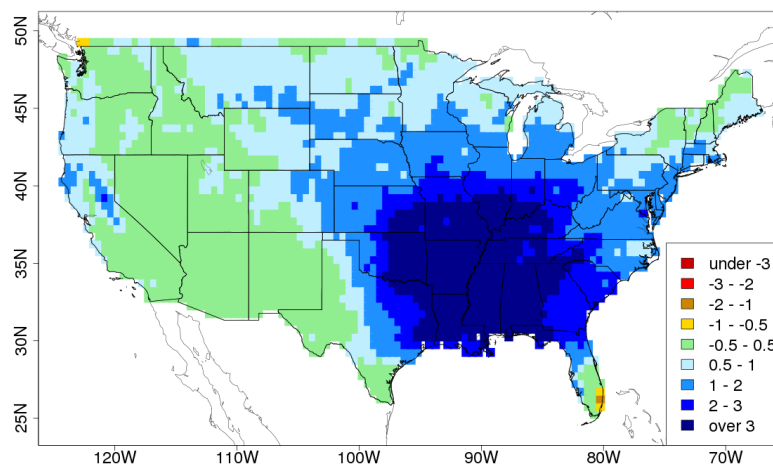 50N
45N
40N
35N
30N
25N
under -3
-3 - -2
-2 - -1
-1 - -0.5
-0.5 - 0.5
0.5 - 1
1 - 2
2 - 3
over 3
120W 110W 100W 90W 80W 70W